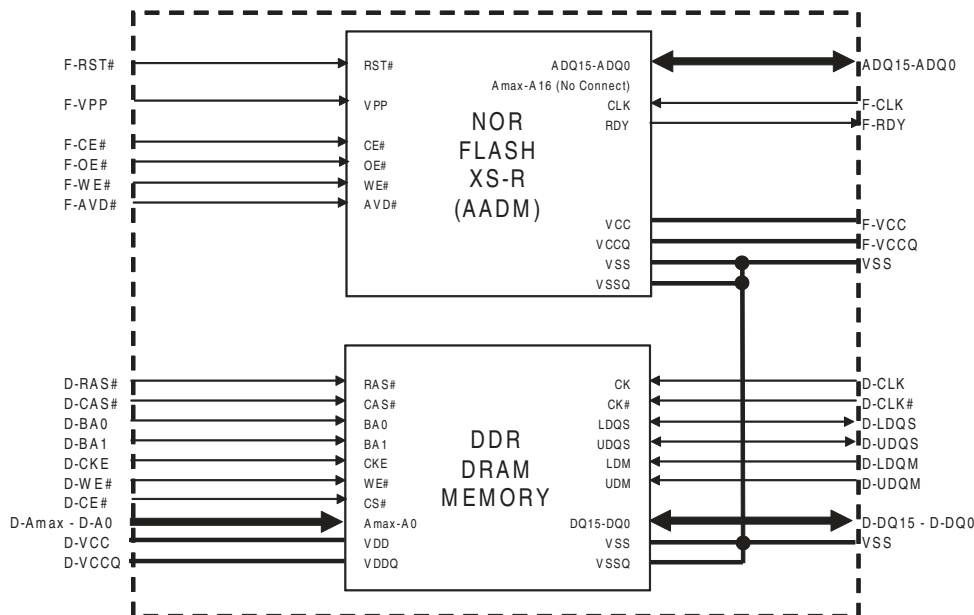 F-RST#
F-VPP
F-CE#
F-OE#
F-WE#
F-AVD#
RST#
VPP
CE#
OE#
WE#
AVD#
NOR
FLASH
XS-R
(AADM)
ADQ15-ADQ0
Amax-A16 (No Connect)
CLK
RDY
VCC
VCCQ
VSS
VSSQ
ADQ15-ADQ0
F-CLK
F-RDY
F-VCC
F-VCCQ
VSS
D-RAS#
D-CAS#
D-BA0
D-BA1
D-CKE
D-WE#
D-CE#
D-Amax - D-A0
D-VCC
D-VCCQ
RAS#
CAS#
BA0
BA1
CKE
WE#
CS#
Amax-A0
VDD
VDDQ
DDR
DRAM
MEMORY
CK
CK#
LDQS
UDQS
LDM
UDM
DQ15-DQ0
VSS
VSSQ
D-CLK
D-CLK#
D-LDQS
D-UDQS
D-LDQM
D-UDQM
D-DQ15 - D-DQ0
VSS